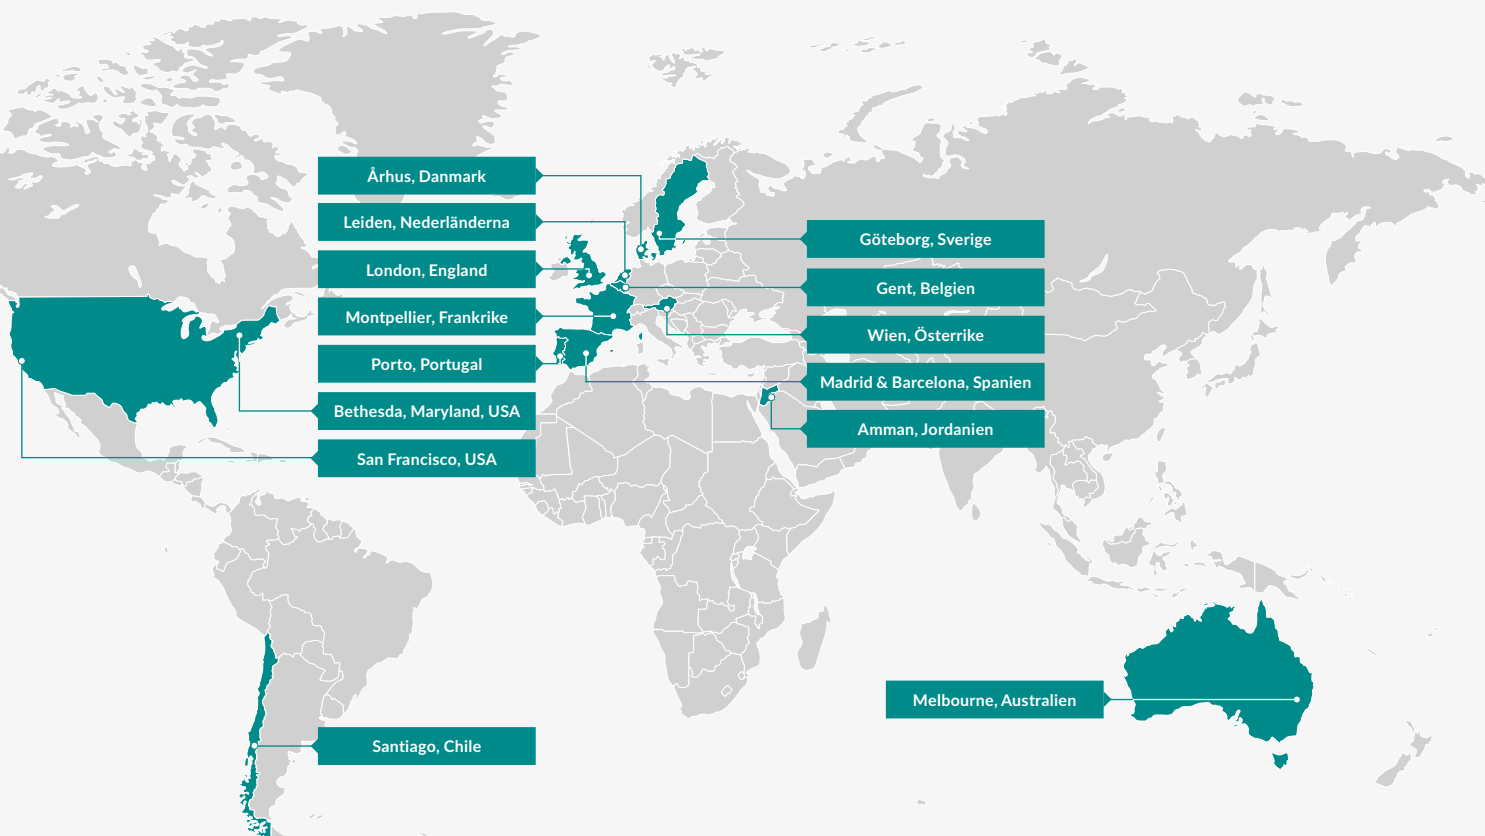 Århus, Danmark
Leiden, Nederländerna
London, England
Montpellier, Frankrike
Porto, Portugal
Bethesda, Maryland, USA
San Francisco, USA
Göteborg, Sverige
Gent, Belgien
Wien, Österrike
Madrid & Barcelona, Spanien
Amman, Jordanien
Melbourne, Australien
Santiago, Chile